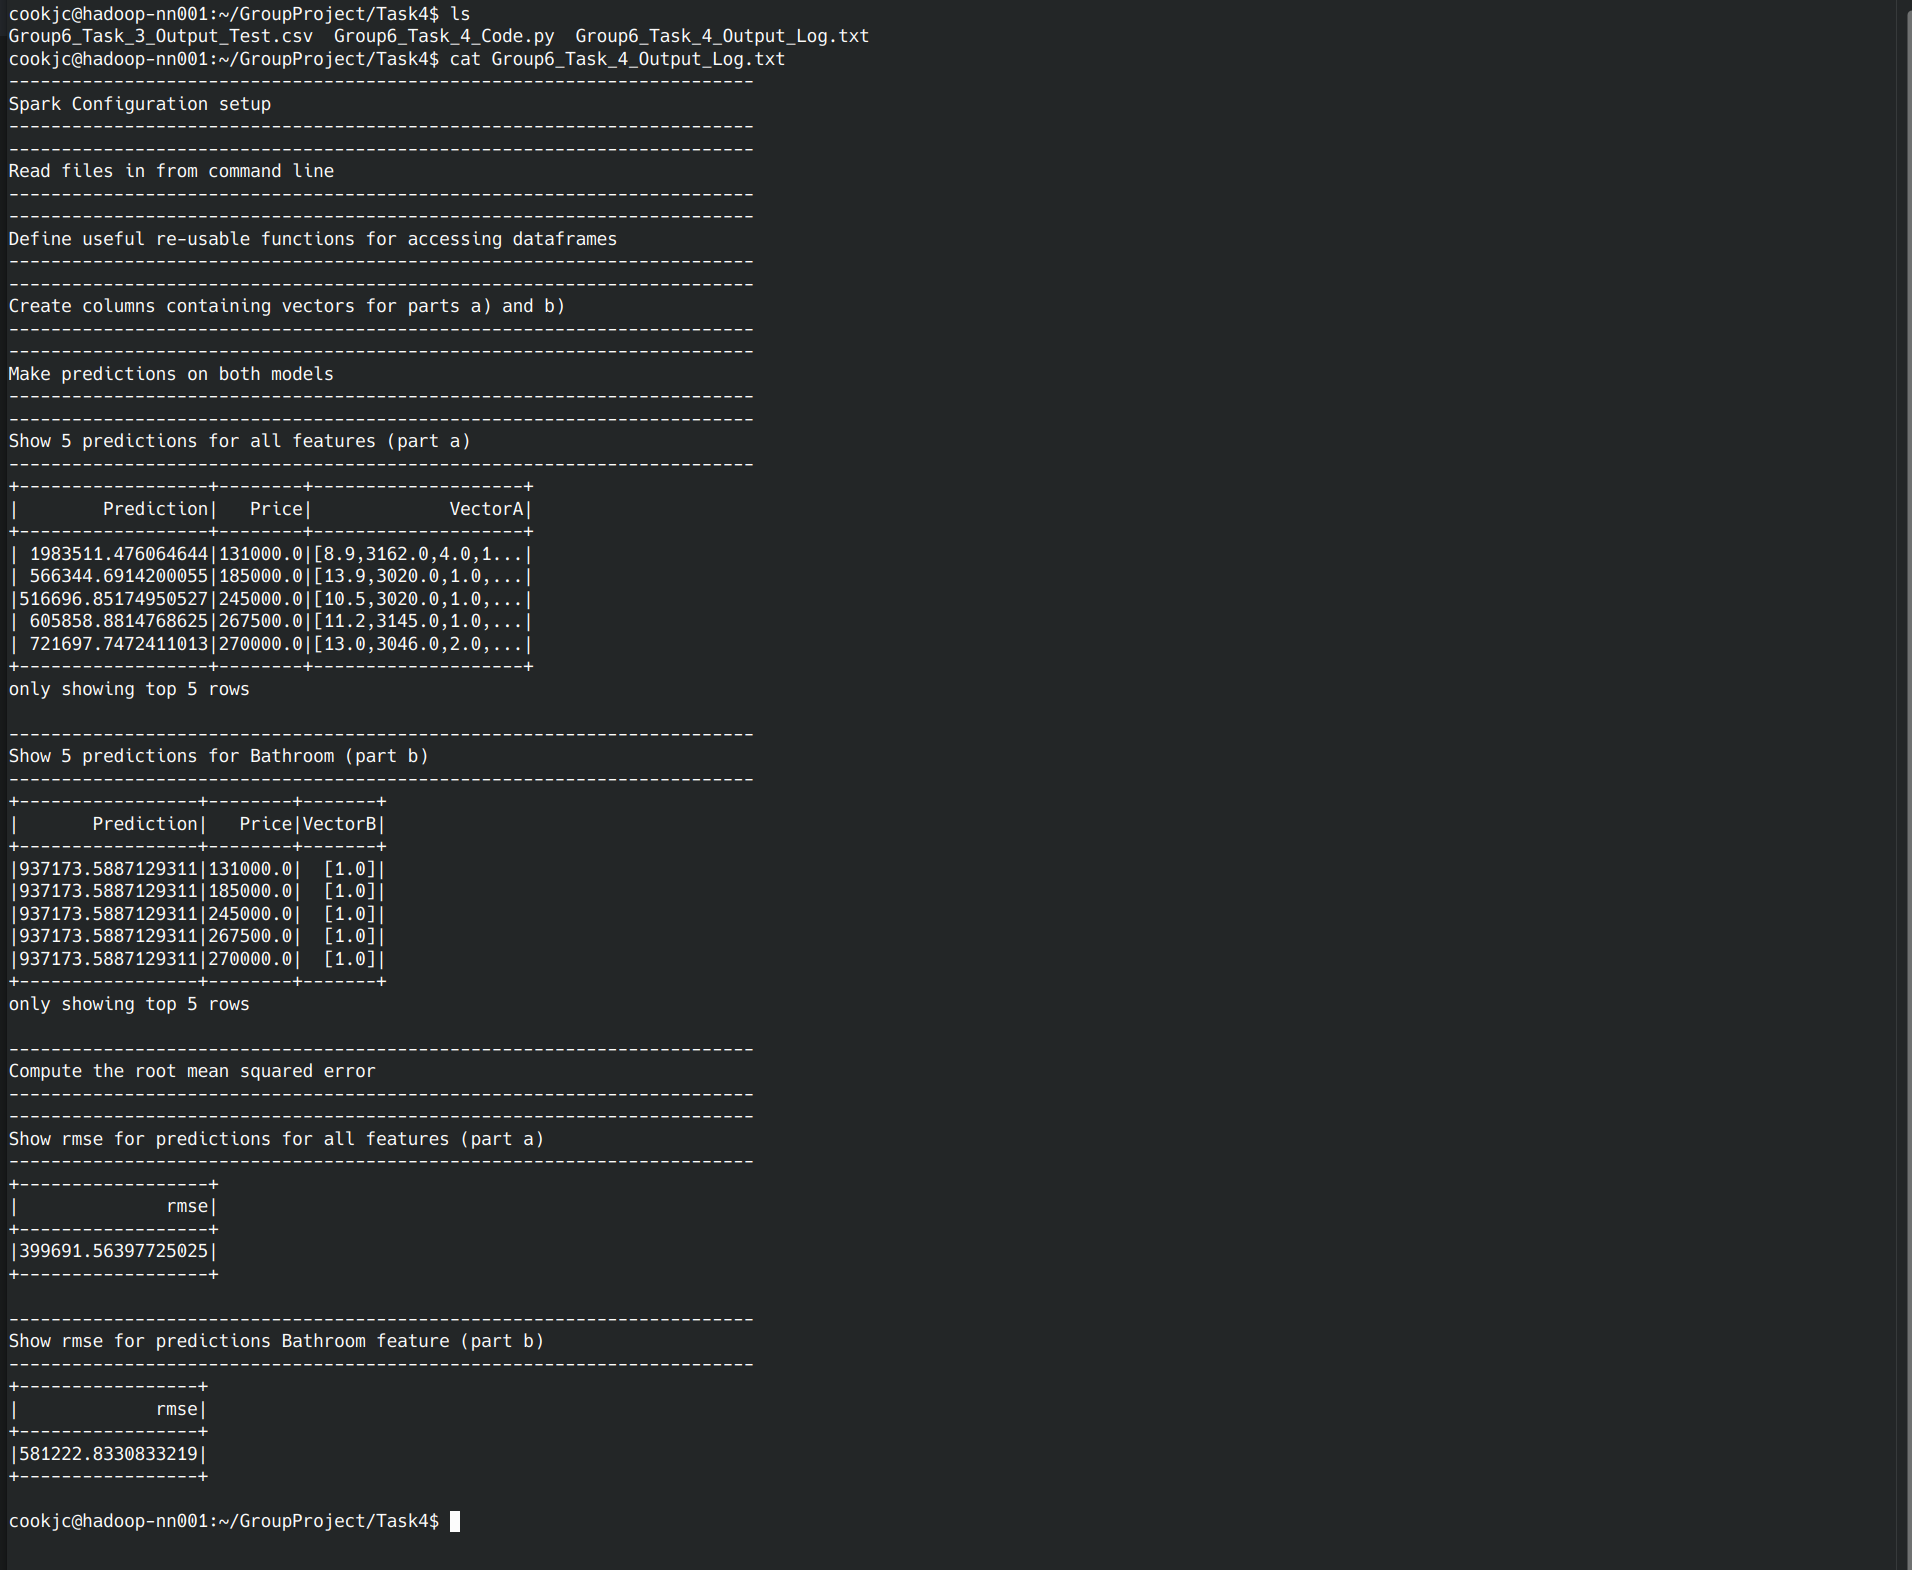 cookjc@hadoop-nn001:~/GroupProject/Task4$ ls
Group6_Task_3_Output_Test.csv  Group6_Task_4_Code.py  Group6_Task_4_Output_Log.txt
cookjc@hadoop-nn001:~/GroupProject/Task4$ cat Group6_Task_4_Output_Log.txt
-----------------------------------------------------------------------
Spark Configuration setup
-----------------------------------------------------------------------
-----------------------------------------------------------------------
Read files in from command line
-----------------------------------------------------------------------
-----------------------------------------------------------------------
Define useful re-usable functions for accessing dataframes
-----------------------------------------------------------------------
-----------------------------------------------------------------------
Create columns containing vectors for parts a) and b)
-----------------------------------------------------------------------
-----------------------------------------------------------------------
Make predictions on both models
-----------------------------------------------------------------------
-----------------------------------------------------------------------
Show 5 predictions for all features (part a)
-----------------------------------------------------------------------
+------------------+--------+--------------------+
|        Prediction|   Price|             VectorA|
+------------------+--------+--------------------+
| 1983511.476064644|131000.0|[8.9,3162.0,4.0,1...|
| 566344.6914200055|185000.0|[13.9,3020.0,1.0,...|
|516696.85174950527|245000.0|[10.5,3020.0,1.0,...|
| 605858.8814768625|267500.0|[11.2,3145.0,1.0,...|
| 721697.7472411013|270000.0|[13.0,3046.0,2.0,...|
+------------------+--------+--------------------+
only showing top 5 rows

-----------------------------------------------------------------------
Show 5 predictions for Bathroom (part b)
-----------------------------------------------------------------------
+-----------------+--------+-------+
|       Prediction|   Price|VectorB|
+-----------------+--------+-------+
|937173.5887129311|131000.0|  [1.0]|
|937173.5887129311|185000.0|  [1.0]|
|937173.5887129311|245000.0|  [1.0]|
|937173.5887129311|267500.0|  [1.0]|
|937173.5887129311|270000.0|  [1.0]|
+-----------------+--------+-------+
only showing top 5 rows

-----------------------------------------------------------------------
Compute the root mean squared error
-----------------------------------------------------------------------
-----------------------------------------------------------------------
Show rmse for predictions for all features (part a)
-----------------------------------------------------------------------
+------------------+
|              rmse|
+------------------+
|399691.56397725025|
+------------------+

-----------------------------------------------------------------------
Show rmse for predictions Bathroom feature (part b)
-----------------------------------------------------------------------
+-----------------+
|             rmse|
+-----------------+
|581222.8330833219|
+-----------------+

cookjc@hadoop-nn001:~/GroupProject/Task4$